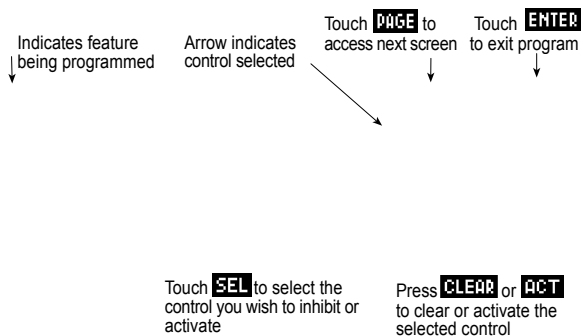 Indicates feature
being programmed
Arrow indicates
control selected
Touch PAGE to
access next screen
Touch ENTER
to exit program
Touch SEL to select the
control you wish to inhibit or
activate
Press CLEAR or ACT
to clear or activate the
selected control